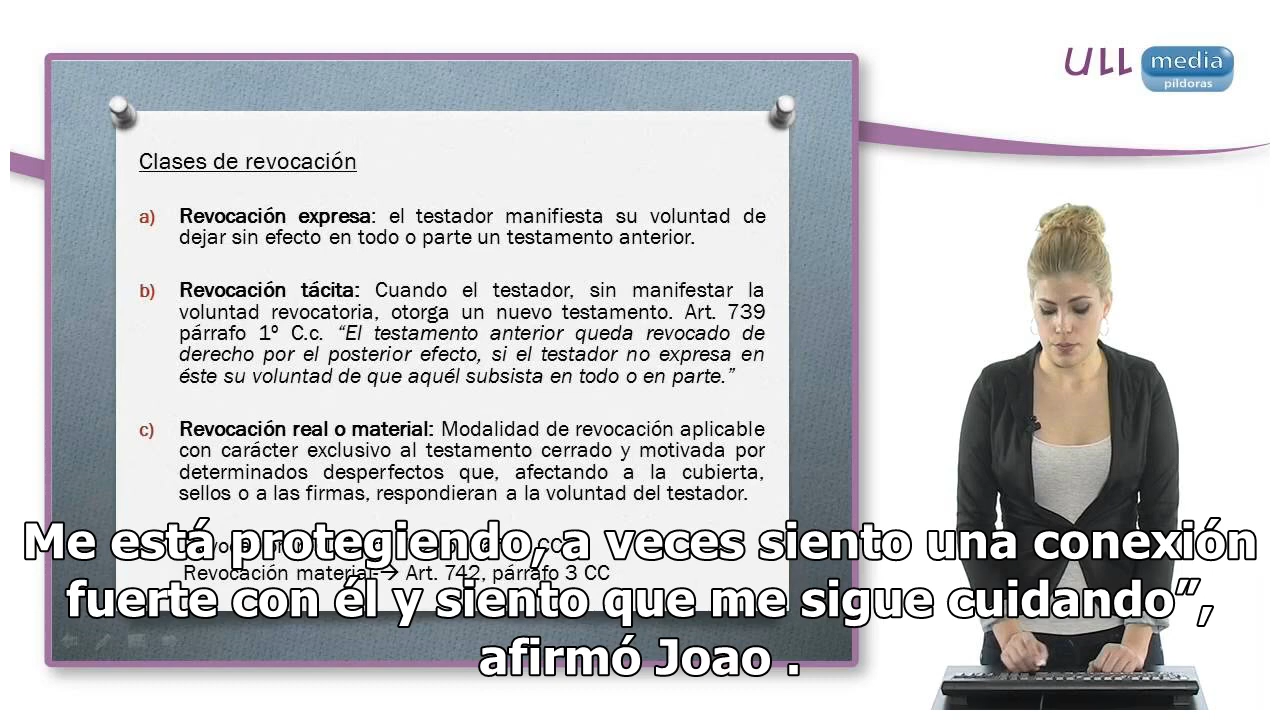 ULL media
píldoras
Clases de revocación
a) Revocación expresa: el testador manifiesta su voluntad de
dejar sin efecto en todo o parte un testamento anterior.
b) Revocación tácita: Cuando el testador, sin manifestar la
voluntad revocatoria, otorga un nuevo testamento. Art. 739
párrafo 1º C.c. “El testamento anterior queda revocado de
derecho por el posterior efecto, si el testador no expresa en
éste su voluntad de que aquél subsista en todo o en parte.”
c) Revocación real o material: Modalidad de revocación aplicable
con carácter exclusivo al testamento cerrado y motivada por
determinados desperfectos que, afectando a la cubierta,
sellos o a las firmas, respondieran a la voluntad del testador.
Revocación material → Art. 742, párrafo 3 CC
Me está protegiendo, a veces siento una conexión
fuerte con él y siento que me sigue cuidando”,
afirmó Joao .